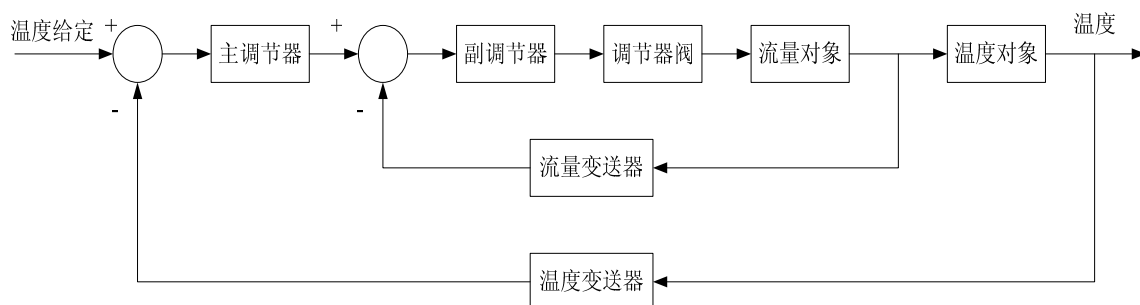 温度给定
+
主调节器
+
副调节器
调节器阀
流量对象
温度对象
温度
-
-
流量变送器
温度变送器